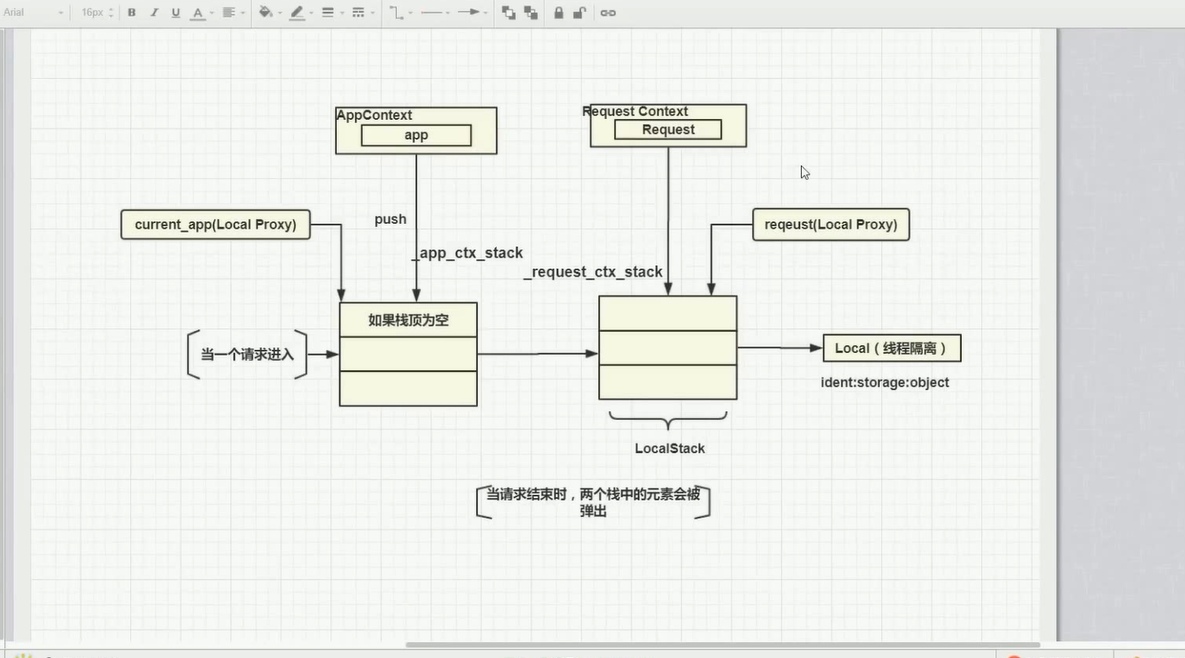 Arial 16px B I U A
AppContext
app
Request Context
Request
current_app(Local Proxy)
push
reqeust(Local Proxy)
_app_ctx_stack
_request_ctx_stack
如果栈顶为空
当一个请求进入
Local（线程隔离）
ident:storage:object
LocalStack
当请求结束时，两个栈中的元素会被
弹出